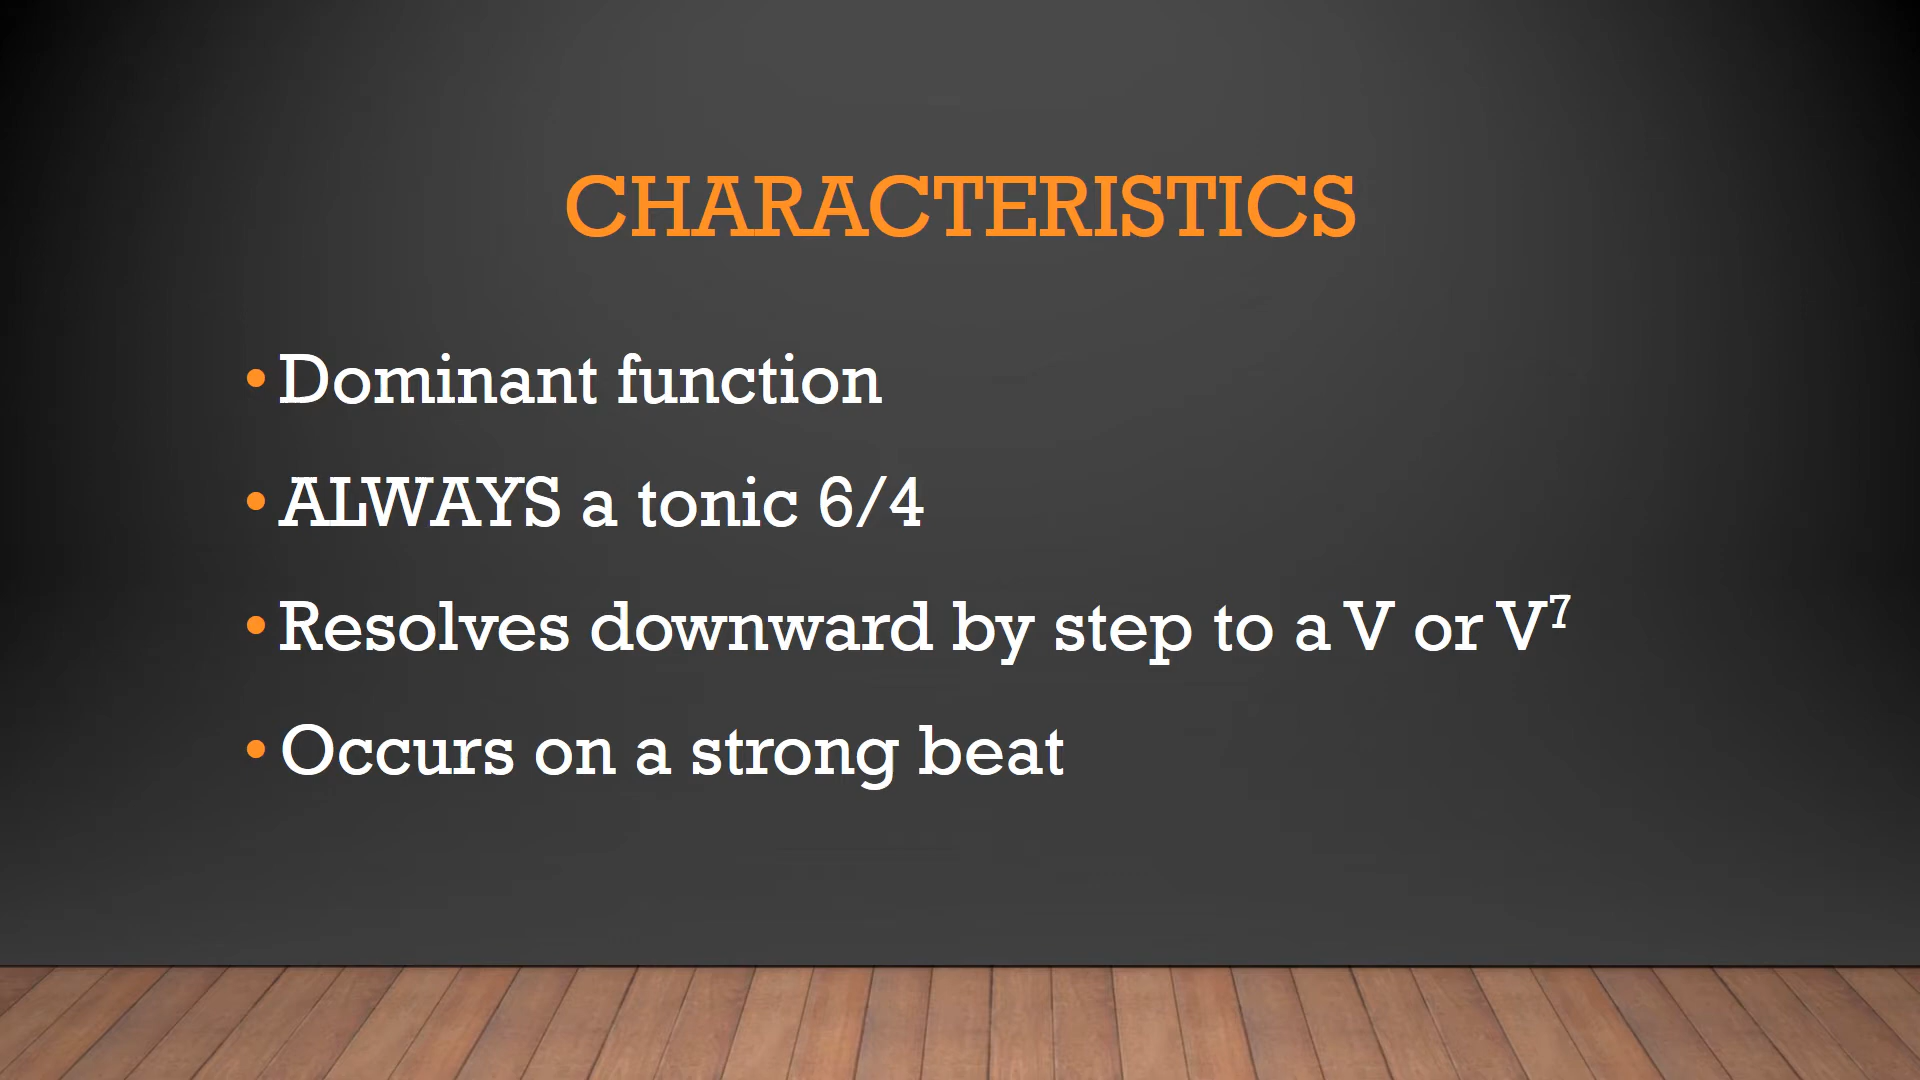 CHARACTERISTICS
• Dominant function
• ALWAYS a tonic 6/4
• Resolves downward by step to a V or V⁷
• Occurs on a strong beat